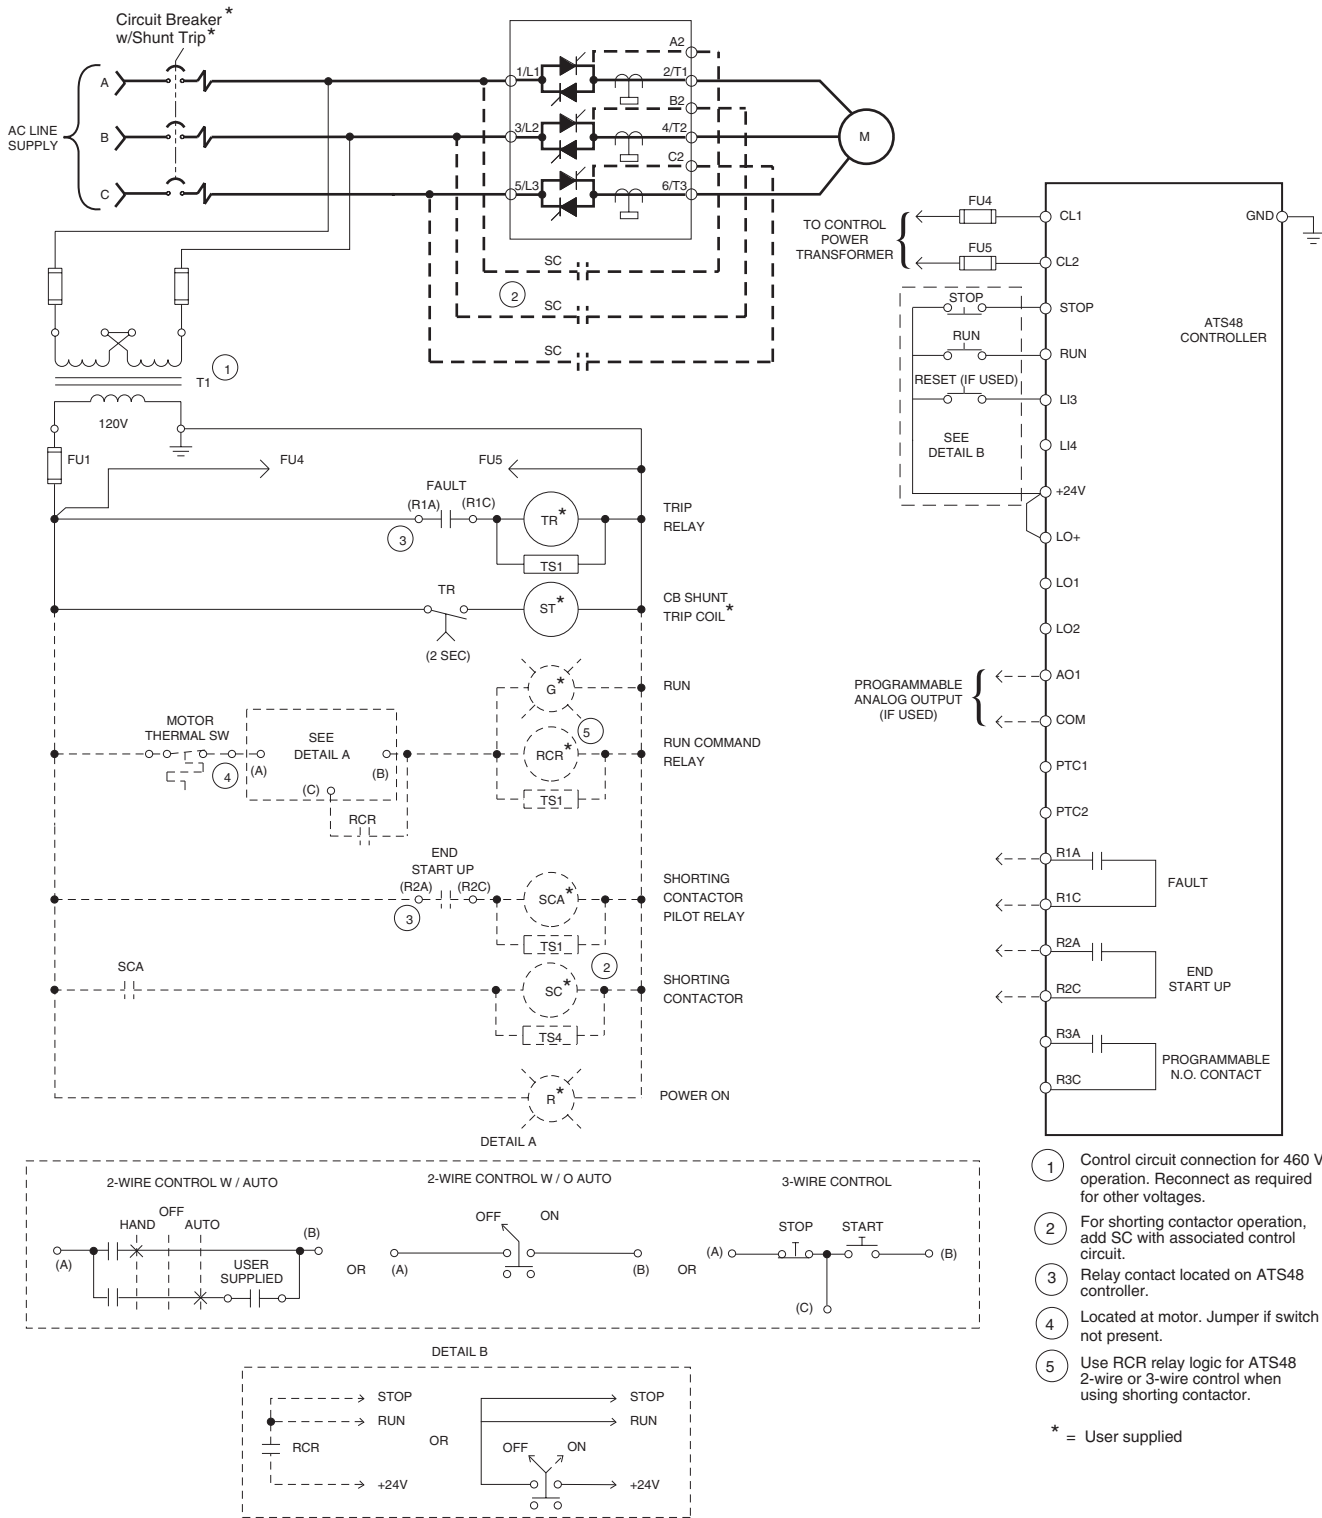 Circuit Breaker *
w/Shunt Trip *
AC LINE
SUPPLY
A
B
C
1/L1
3/L2
5/L3
A2
2/T1
B2
4/T2
C2
6/T3
M
SC
SC
SC
2
T1
1
120V
FU1
FU4
FU5
FAULT
(R1A)
(R1C)
3
TR*
TS1
TRIP
RELAY
TR
(2 SEC)
ST*
CB SHUNT
TRIP COIL*
G*
RUN
5
MOTOR
THERMAL SW
4
SEE
DETAIL A
(A)
(B)
(C)
RCR
RCR*
TS1
RUN COMMAND
RELAY
END
START UP
(R2A)
(R2C)
3
SCA*
TS1
SHORTING
CONTACTOR
PILOT RELAY
2
SCA
SC*
TS4
SHORTING
CONTACTOR
R*
POWER ON
TO CONTROL
POWER
TRANSFORMER
FU4
FU5
CL1
CL2
GND
ATS48
CONTROLLER
STOP
RUN
RESET (IF USED)
SEE
DETAIL B
STOP
RUN
LI3
LI4
+24V
LO+
LO1
LO2
PROGRAMMABLE
ANALOG OUTPUT
(IF USED)
AO1
COM
PTC1
PTC2
R1A
R1C
FAULT
R2A
R2C
END
START UP
R3A
R3C
PROGRAMMABLE
N.O. CONTACT
DETAIL A
2-WIRE CONTROL W / AUTO
HAND
OFF
AUTO
(A)
(B)
USER
SUPPLIED
OR
2-WIRE CONTROL W / O AUTO
OFF
ON
(A)
(B)
OR
3-WIRE CONTROL
STOP
START
(A)
(B)
(C)
DETAIL B
STOP
RUN
RCR
+24V
OR
STOP
RUN
OFF
ON
+24V
1 Control circuit connection for 460 V
operation. Reconnect as required
for other voltages.
2 For shorting contactor operation,
add SC with associated control
circuit.
3 Relay contact located on ATS48
controller.
4 Located at motor. Jumper if switch
not present.
5 Use RCR relay logic for ATS48
2-wire or 3-wire control when
using shorting contactor.
* = User supplied